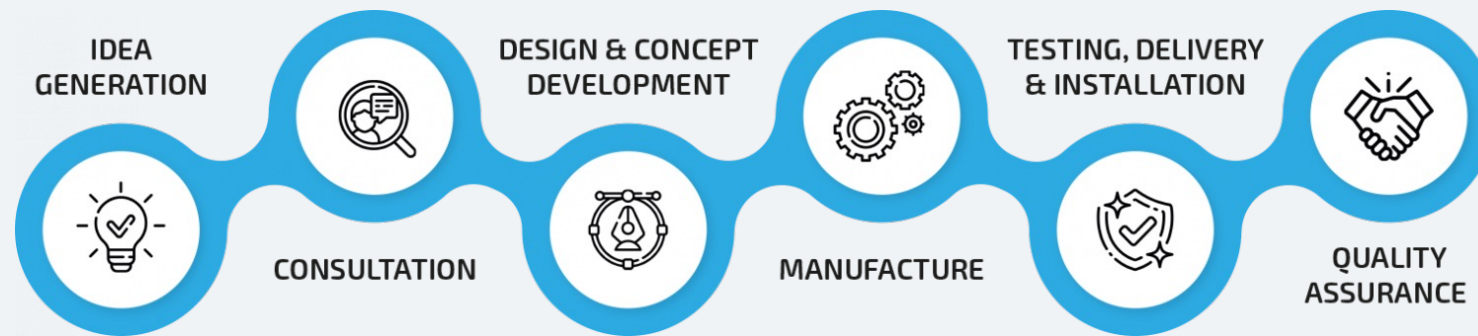 IDEA
GENERATION
CONSULTATION
DESIGN & CONCEPT
DEVELOPMENT
MANUFACTURE
TESTING, DELIVERY
& INSTALLATION
QUALITY
ASSURANCE